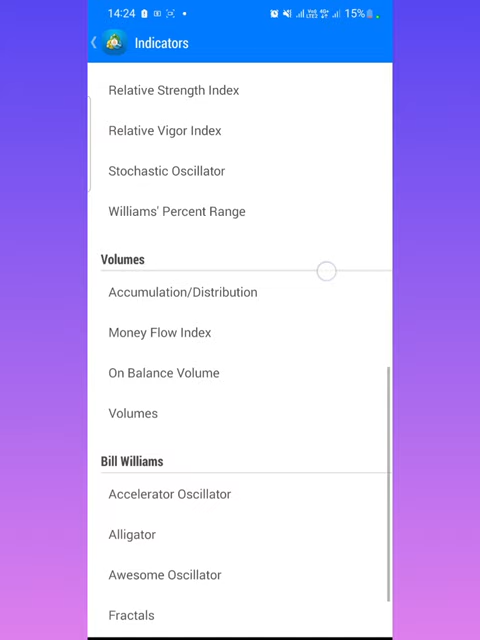 14:24
15%
Indicators
Relative Strength Index
Relative Vigor Index
Stochastic Oscillator
Williams' Percent Range
Volumes
Accumulation/Distribution
Money Flow Index
On Balance Volume
Volumes
Bill Williams
Accelerator Oscillator
Alligator
Awesome Oscillator
Fractals